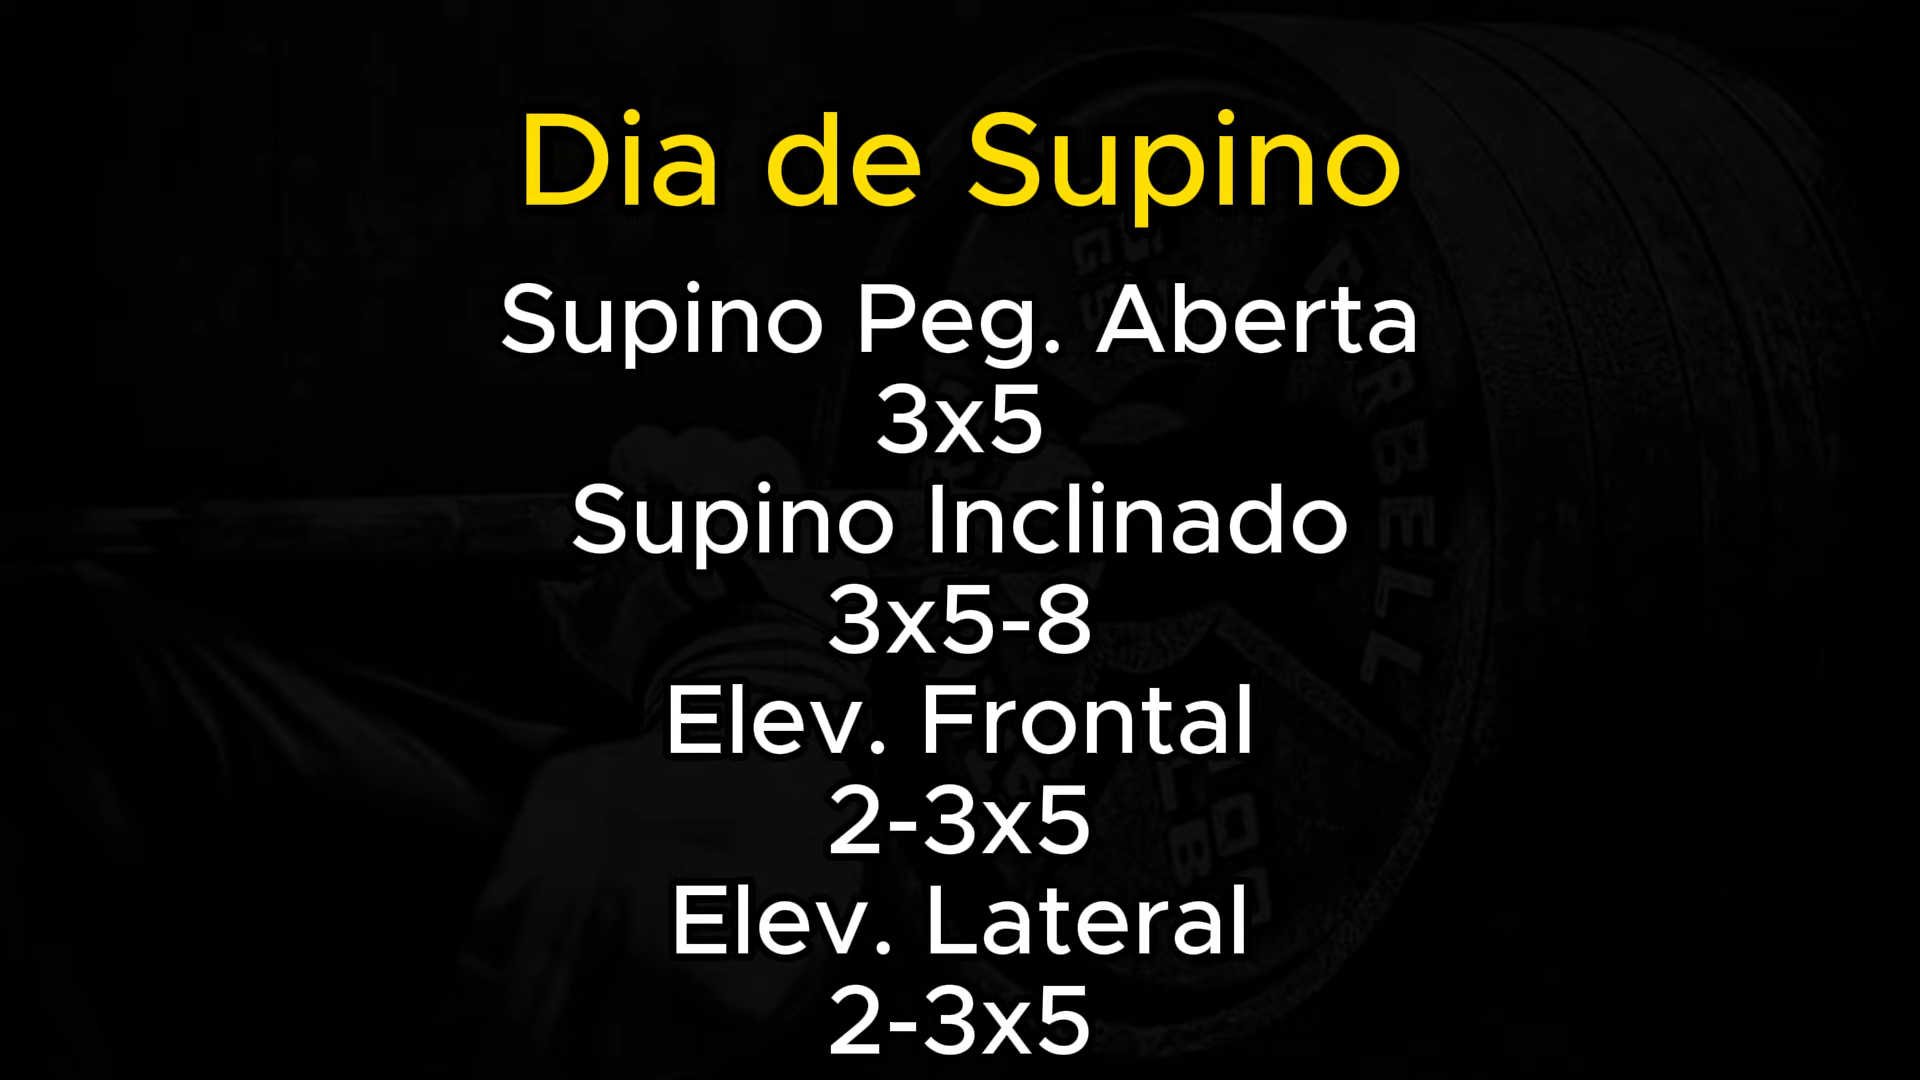 Dia de Supino
Supino Peg. Aberta
3x5
Supino Inclinado
3x5-8
Elev. Frontal
2-3x5
Elev. Lateral
2-3x5